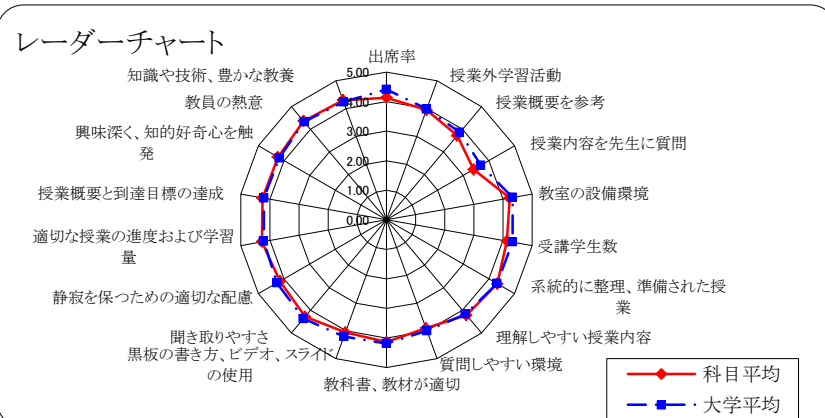 レーダーチャート
出席率
授業外学習活動
授業概要を参考
授業内容を先生に質問
教室の設備環境
受講学生数
系統的に整理、準備された授
業
理解しやすい授業内容
質問しやすい環境
教科書、教材が適切
黒板の書き方、ビデオ、スライド
の使用
聞き取りやすさ
静寂を保つための適切な配慮
適切な授業の進度および学習
量
授業概要と到達目標の達成
興味深く、知的好奇心を触
発
教員の熱意
知識や技術、豊かな教養
5.00
4.00
3.00
2.00
1.00
0.00
科目平均
大学平均